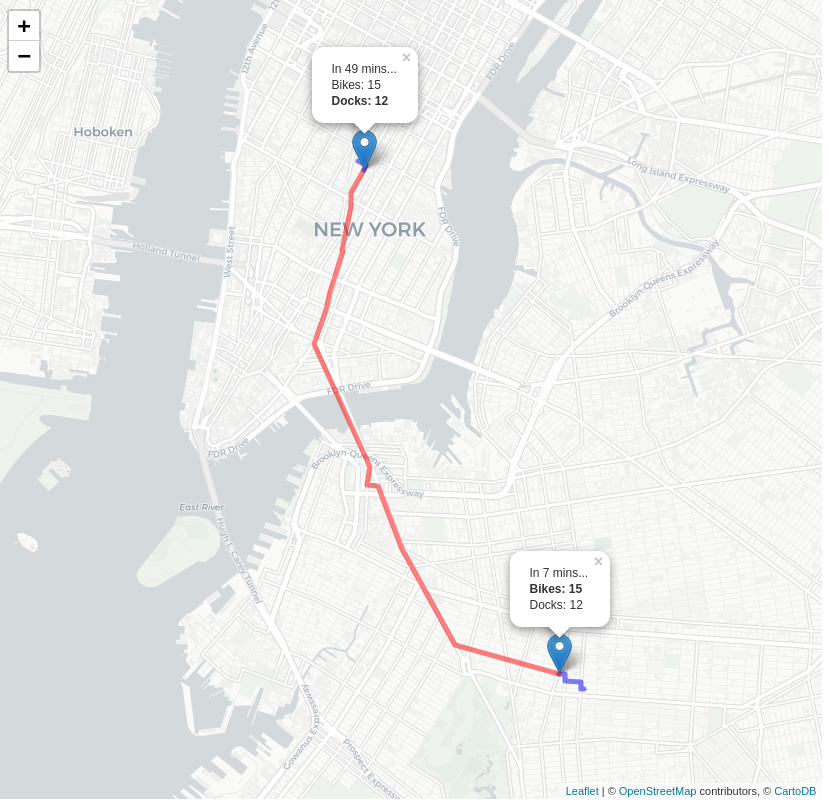 +
−
12th Avenue
12t
FDR Drive
×
In 49 mins...
Bikes: 15
Docks: 12
Hoboken
Long Island Expressway
NEW YORK
FDR Drive
West Street
Holland Tunnel
Brooklyn-Queens Expressway
FDR Drive
FDR Drive
Brooklyn-Queens Expressway
East River
Hugh L. Carey Tunnel
×
In 7 mins...
Bikes: 15
Docks: 12
Gowanus Expressway
Prospect Expressw
Leaflet | © OpenStreetMap contributors, © CartoDB